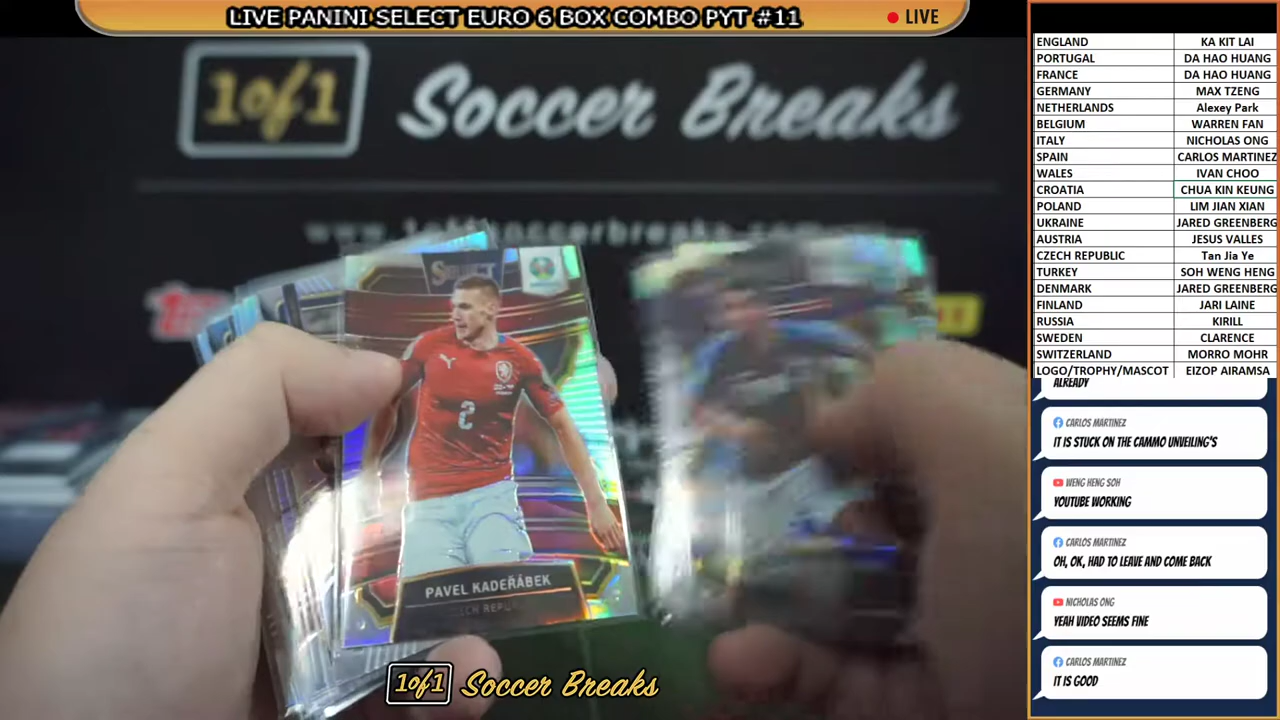 LIVE PANINI SELECT EURO 6 BOX COMBO PYT #11
LIVE
1of1 Soccer Breaks
SELECT
2
PAVEL KADEŘÁBEK
1of1 Soccer Breaks
ENGLAND KA KIT LAI
PORTUGAL DA HAO HUANG
FRANCE DA HAO HUANG
GERMANY MAX TZENG
NETHERLANDS Alexey Park
BELGIUM WARREN FAN
ITALY NICHOLAS ONG
SPAIN CARLOS MARTINEZ
WALES IVAN CHOO
CROATIA CHUA KIN KEUNG
POLAND LIM JIAN XIAN
UKRAINE JARED GREENBERG
AUSTRIA JESUS VALLES
CZECH REPUBLIC Tan Jia Ye
TURKEY SOH WENG HENG
DENMARK JARED GREENBERG
FINLAND JARI LAINE
RUSSIA KIRILL
SWEDEN CLARENCE
SWITZERLAND MORRO MOHR
LOGO/TROPHY/MASCOT EIZOP AIRAMSA
ALREADY
CARLOS MARTINEZ
IT IS STUCK ON THE CAMMO UNVEILING'S
WENG HENG SOH
YOUTUBE WORKING
CARLOS MARTINEZ
OH, OK, HAD TO LEAVE AND COME BACK
NICHOLAS ONG
YEAH VIDEO SEEMS FINE
CARLOS MARTINEZ
IT IS GOOD